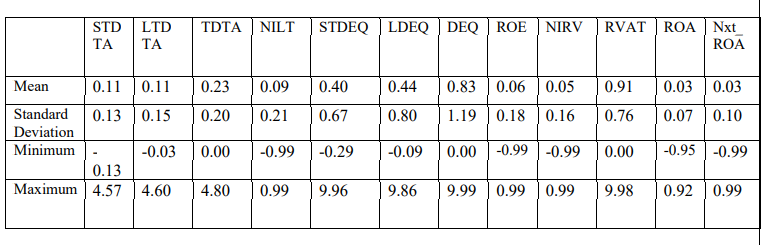 STD LTD TDTA NILT STDEQ LDEQ DEQ ROE NIRV RVAT ROA Nxt_
TA TA ROA
Mean 0.11 0.11 0.23 0.09 0.40 0.44 0.83 0.06 0.05 0.91 0.03 0.03
Standard 0.13 0.15 0.20 0.21 0.67 0.80 1.19 0.18 0.16 0.76 0.07 0.10
Deviation
Minimum - -0.03 0.00 -0.99 -0.29 -0.09 0.00 -0.99 -0.99 0.00 -0.95 -0.99
0.13
Maximum 4.57 4.60 4.80 0.99 9.96 9.86 9.99 0.99 0.99 9.98 0.92 0.99